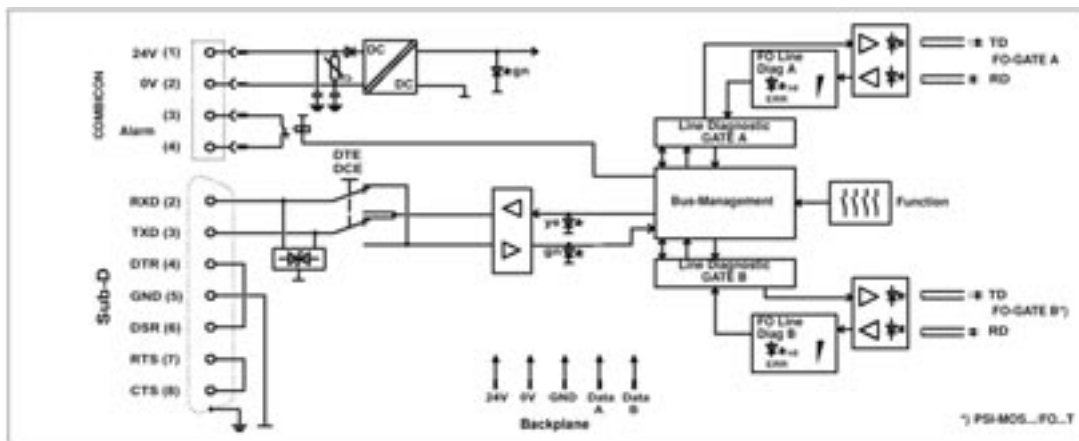 24V (1)
0V (2)
(3)
Alarm
(4)
COMBICON
DC
DC
gn
RXD (2)
TXD (3)
DTR (4)
GND (5)
DSR (6)
RTS (7)
CTS (8)
Sub-D
DTE
DCE
ye
gn
24V
0V
GND
Data A
Data B
Backplane
FO Line
Diag A
ERR
Line Diagnostic
GATE A
Bus-Management
Function
Line Diagnostic
GATE B
FO Line
Diag B
ERR
TD
FO-GATE A
RD
TD
FO-GATE B*)
RD
*) PSI-MOS.../FO...T